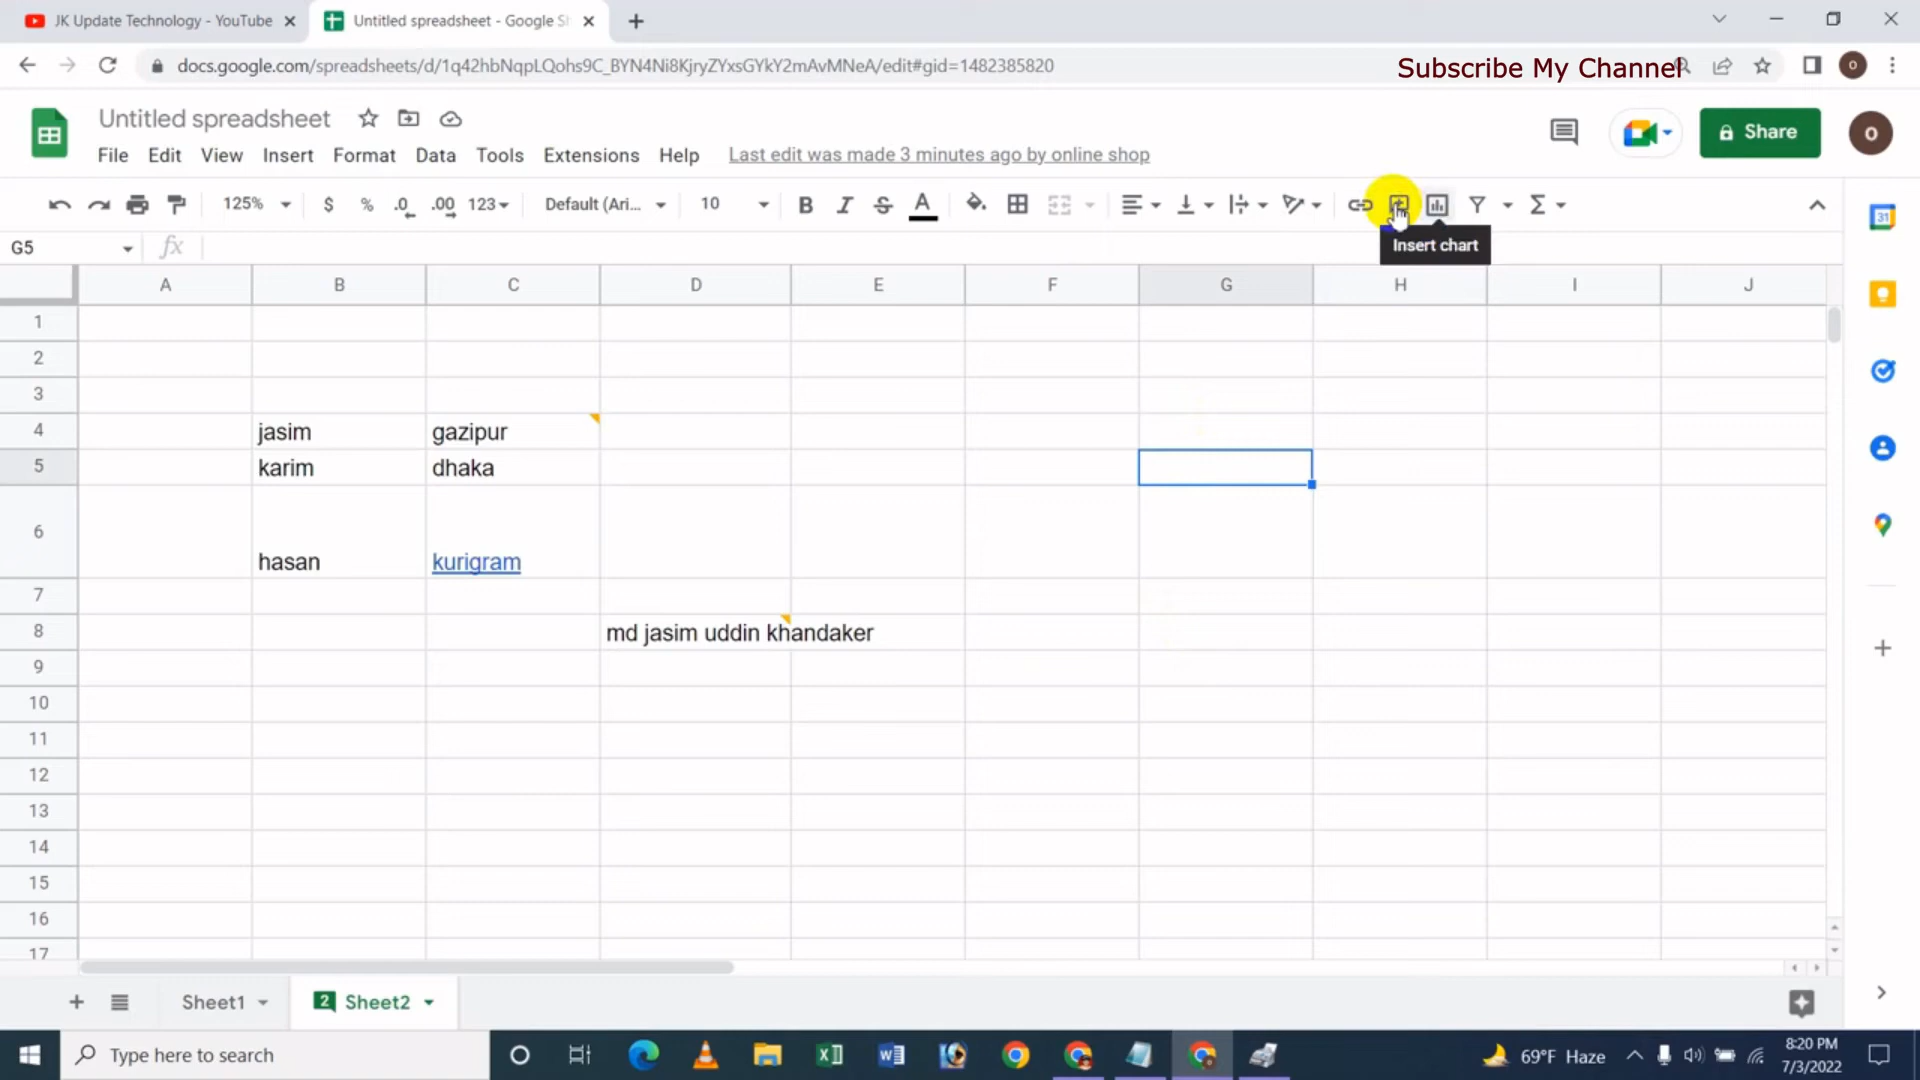 JK Update Technology - YouTube
Untitled spreadsheet - Google Sh
docs.google.com/spreadsheets/d/1q42hbNqpLQohs9C_BYN4Ni8KjryZYxsGYkY2mAvMNeA/edit#gid=1482385820
Subscribe My Channel
O
Untitled spreadsheet
Share
O
File Edit View Insert Format Data Tools Extensions Help Last edit was made 3 minutes ago by online shop
125% $ % .0 .00 123 Default (Ari... 10 B I S A Σ
Insert chart
31
G5 fx
A B C D E F G H I J
1
2
3
4 jasim gazipur
5 karim dhaka
6 hasan kurigram
7
8 md jasim uddin khandaker
9
10
11
12
13
14
15
16
17
Sheet1 2 Sheet2
Type here to search
69°F Haze
8:20 PM
7/3/2022